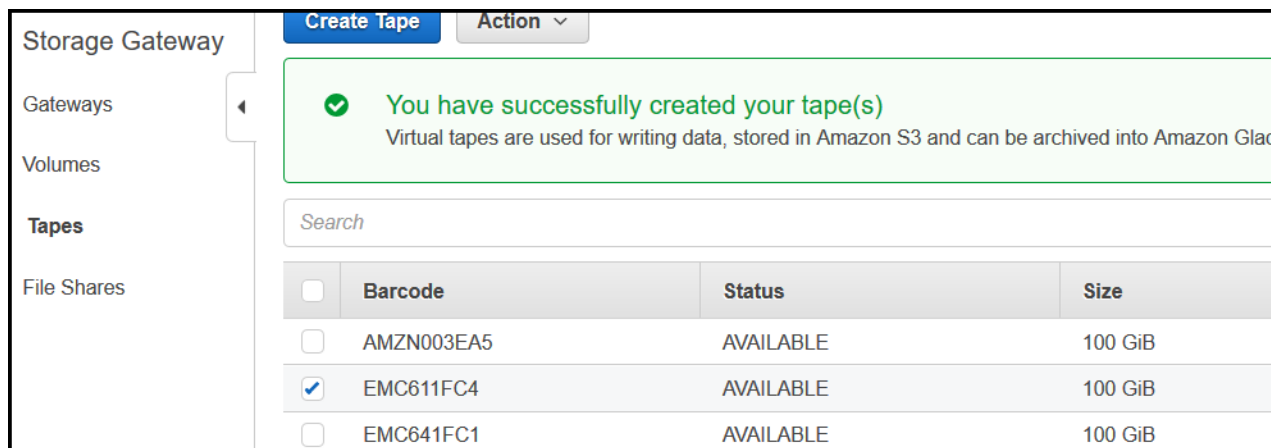 Storage Gateway
Gateways
Volumes
Tapes
File Shares
Create Tape Action
You have successfully created your tape(s)
Virtual tapes are used for writing data, stored in Amazon S3 and can be archived into Amazon Glac
Search
Barcode Status Size
AMZN003EA5 AVAILABLE 100 GiB
EMC611FC4 AVAILABLE 100 GiB
EMC641FC1 AVAILABLE 100 GiB